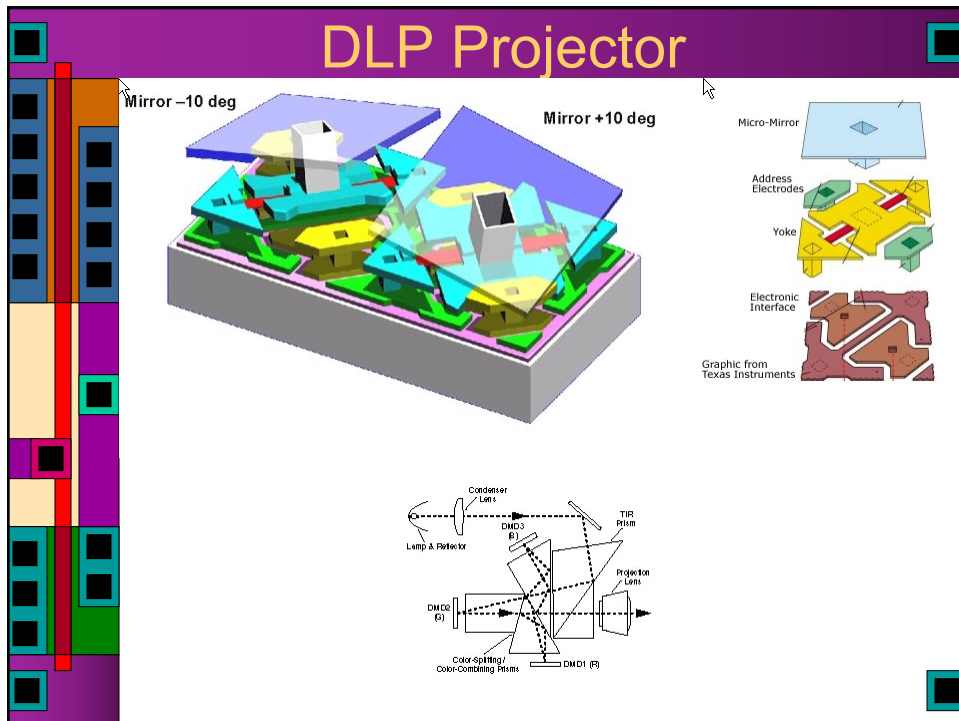 DLP Projector
Mirror –10 deg
Mirror +10 deg
Micro-Mirror
Address
Electrodes
Yoke
Electronic
Interface
Graphic from
Texas Instruments
Condenser
Lens
Lamp & Reflector
DMD3
(B)
TIR
Prism
Projection
Lens
DMD2
(G)
Color-Splitting/
Color-Combining Prisms
DMD1 (R)